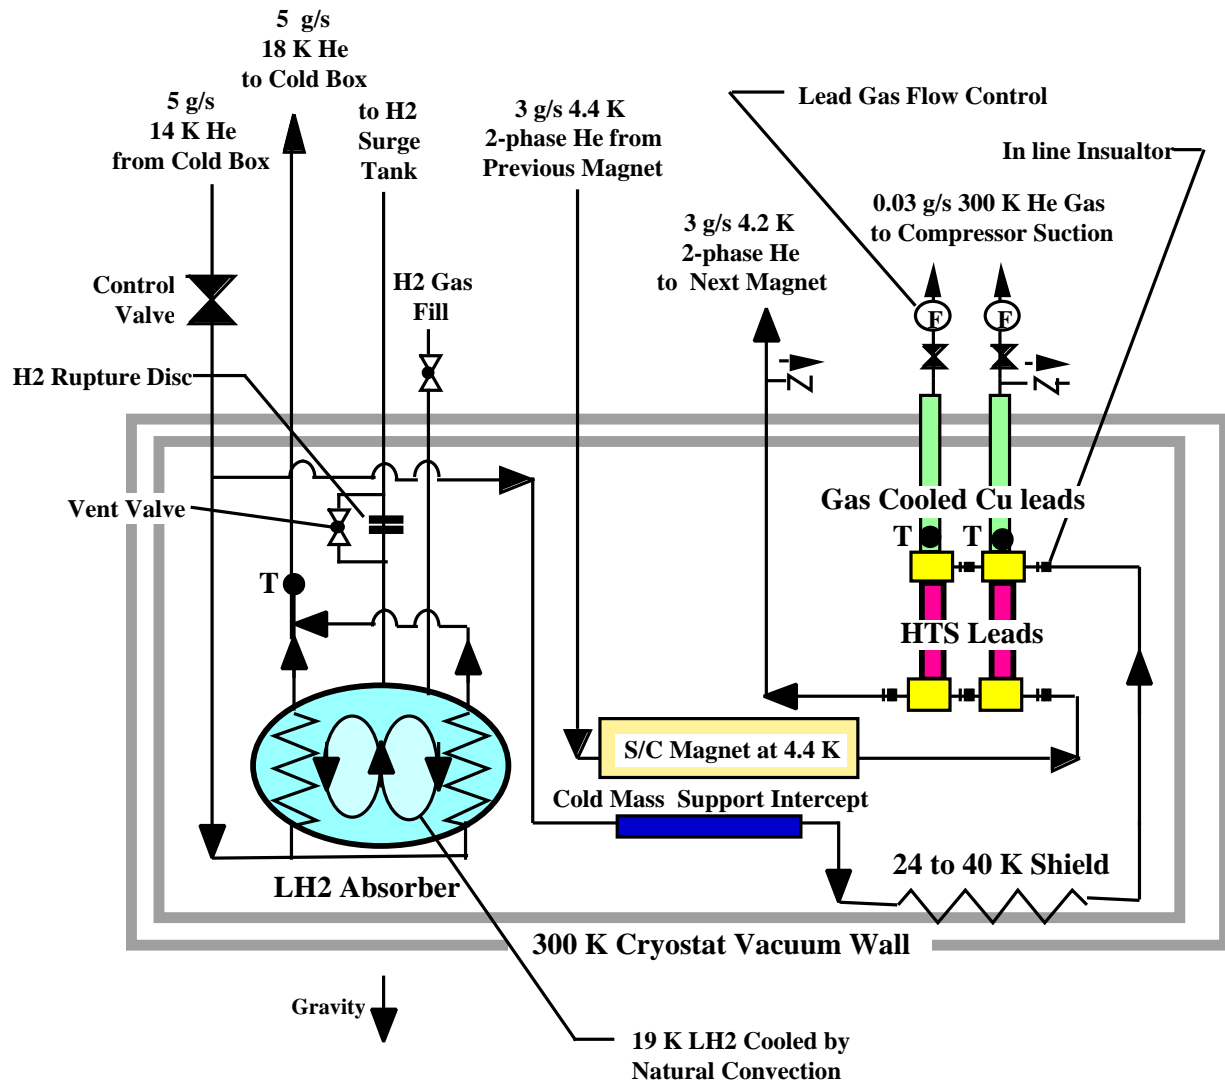 5 g/s
18 K He
to Cold Box
5 g/s
14 K He
from Cold Box
to H2
Surge
Tank
3 g/s 4.4 K
2-phase He from
Previous Magnet
Lead Gas Flow Control
In line Insualtor
0.03 g/s 300 K He Gas
to Compressor Suction
3 g/s 4.2 K
2-phase He
to Next Magnet
Control
Valve
H2 Gas
Fill
F
F
H2 Rupture Disc
Vent Valve
Gas Cooled Cu leads
T
T
T
HTS Leads
S/C Magnet at 4.4 K
Cold Mass Support Intercept
24 to 40 K Shield
LH2 Absorber
300 K Cryostat Vacuum Wall
Gravity
19 K LH2 Cooled by
Natural Convection